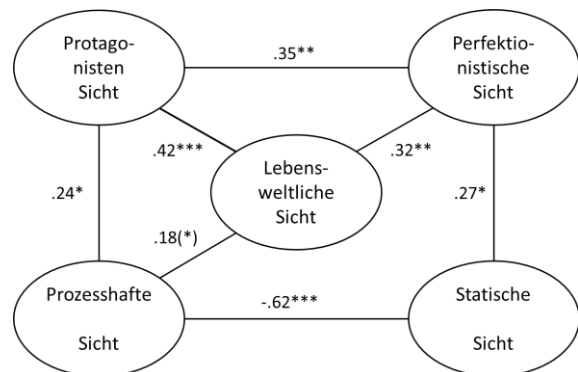 Protago-
nisten
Sicht
.35**
Perfektio-
nistische
Sicht
.42***
.32**
Lebens-
weltliche
Sicht
.24*
.27*
.18(*)
Prozesshafte
Sicht
-.62***
Statische
Sicht